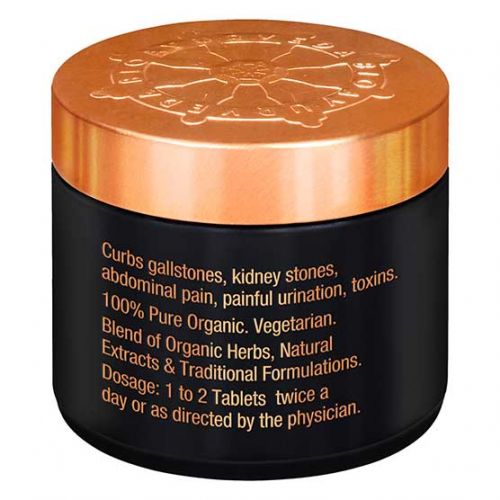 BIOAYURVEDA
Curbs gallstones, kidney stones,
abdominal pain, painful urination, toxins.
100% Pure Organic. Vegetarian.
Blend of Organic Herbs, Natural
Extracts & Traditional Formulations.
Dosage: 1 to 2 Tablets twice a
day or as directed by the physician.